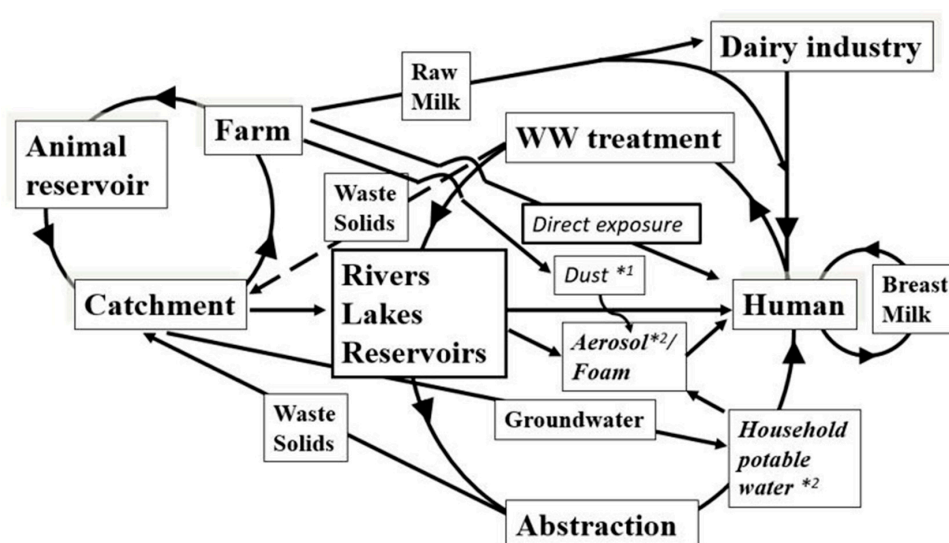 Dairy industry
Raw
Milk
Farm
WW treatment
Animal
reservoir
Waste
Solids
Direct exposure
Rivers
Lakes
Reservoirs
Dust *1
Catchment
Human
Breast
Milk
Aerosol*2/
Foam
Waste
Solids
Groundwater
Household
potable
water *2
Abstraction